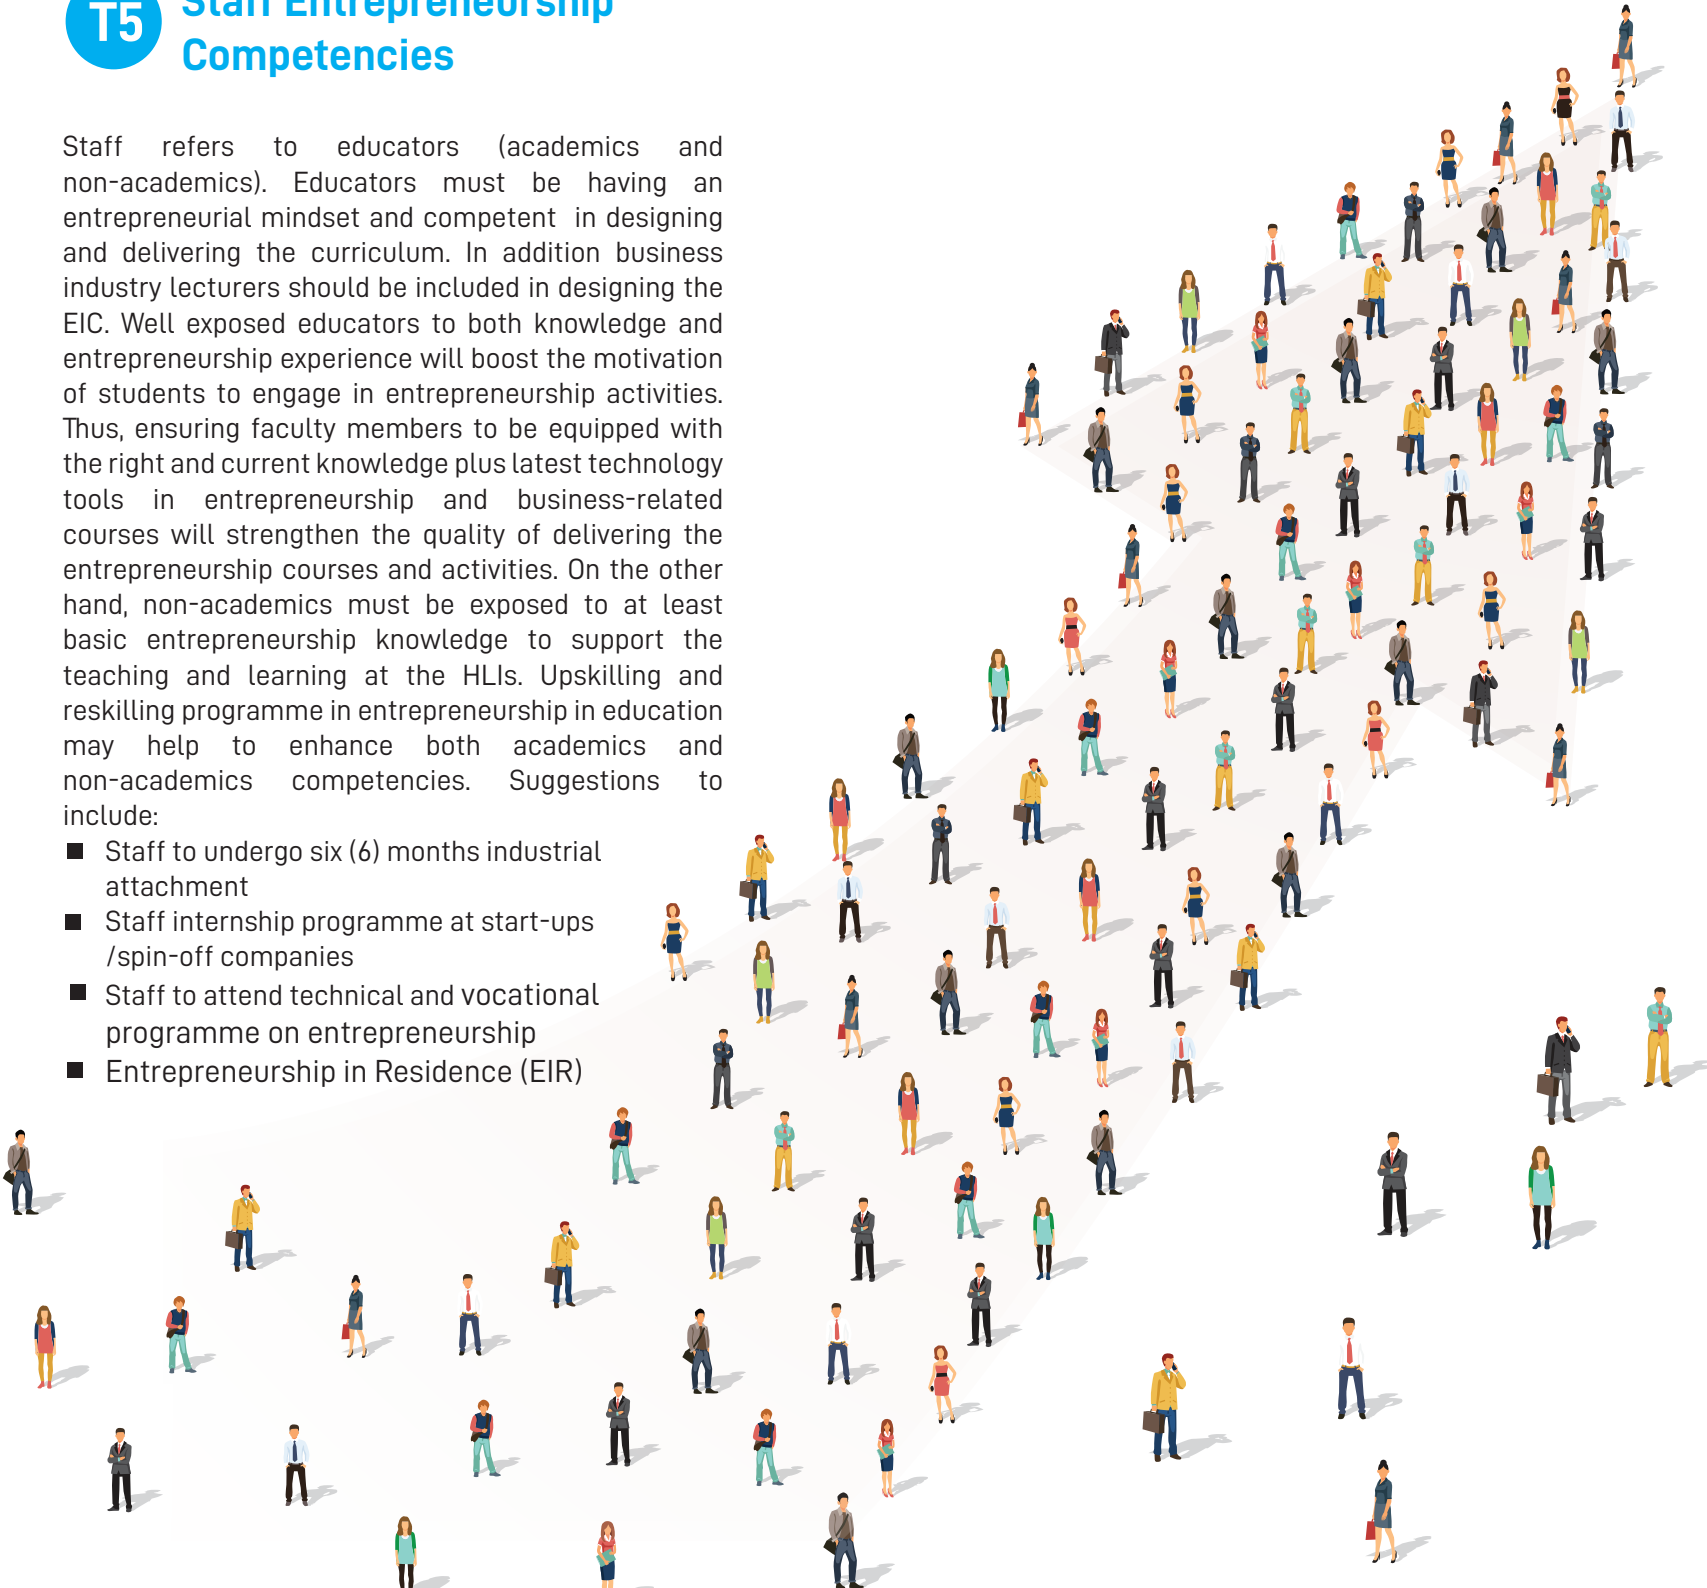 T5
Staff Entrepreneurship
Competencies
Staff refers to educators (academics and
non-academics). Educators must be having an
entrepreneurial mindset and competent in designing
and delivering the curriculum. In addition business
industry lecturers should be included in designing the
EIC. Well exposed educators to both knowledge and
entrepreneurship experience will boost the motivation
of students to engage in entrepreneurship activities.
Thus, ensuring faculty members to be equipped with
the right and current knowledge plus latest technology
tools in entrepreneurship and business-related
courses will strengthen the quality of delivering the
entrepreneurship courses and activities. On the other
hand, non-academics must be exposed to at least
basic entrepreneurship knowledge to support the
teaching and learning at the HLIs. Upskilling and
reskilling programme in entrepreneurship in education
may help to enhance both academics and
non-academics competencies. Suggestions to
include:
■ Staff to undergo six (6) months industrial
attachment
■ Staff internship programme at start-ups
/spin-off companies
■ Staff to attend technical and vocational
programme on entrepreneurship
■ Entrepreneurship in Residence (EIR)